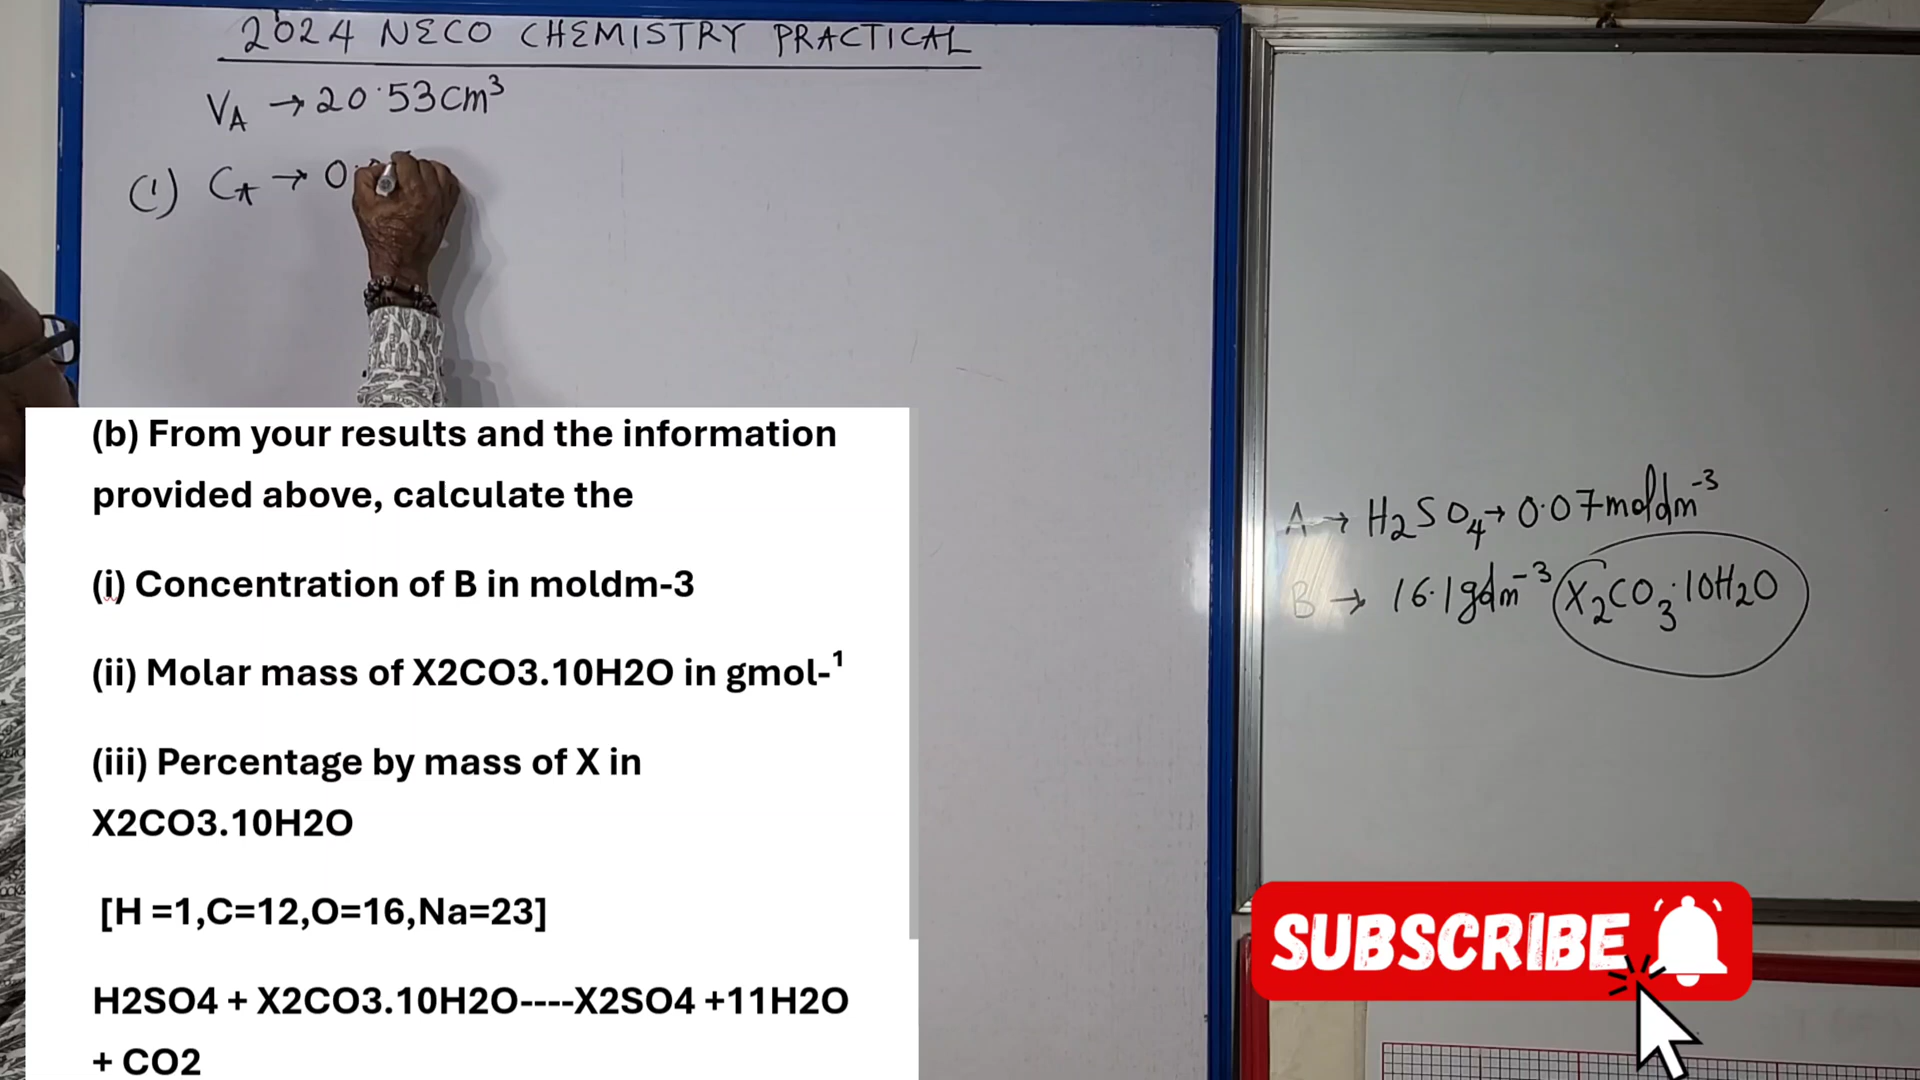 2024 NECO CHEMISTRY PRACTICAL
VA → 20.53cm³
(i) CA → 0.
(b) From your results and the information
provided above, calculate the
(i) Concentration of B in moldm-3
(ii) Molar mass of X2CO3.10H2O in gmol-¹
(iii) Percentage by mass of X in
X2CO3.10H2O
[H =1,C=12,O=16,Na=23]
H2SO4 + X2CO3.10H2O----X2SO4 +11H2O
+ CO2
A → H₂SO₄ → 0.07moldm⁻³
B → 16.1gdm⁻³ X₂CO₃.10H₂O
SUBSCRIBE